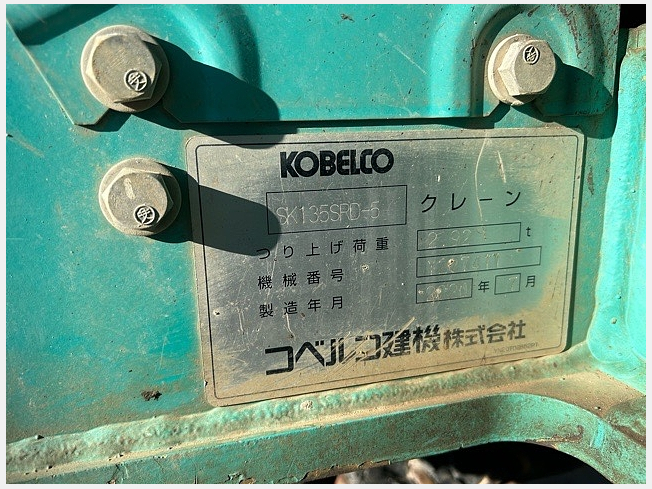 KOBELCO
SK135SRD-5 クレーン
つり上げ荷重 t
機械番号
製造年月 年 月
コベルコ建機株式会社